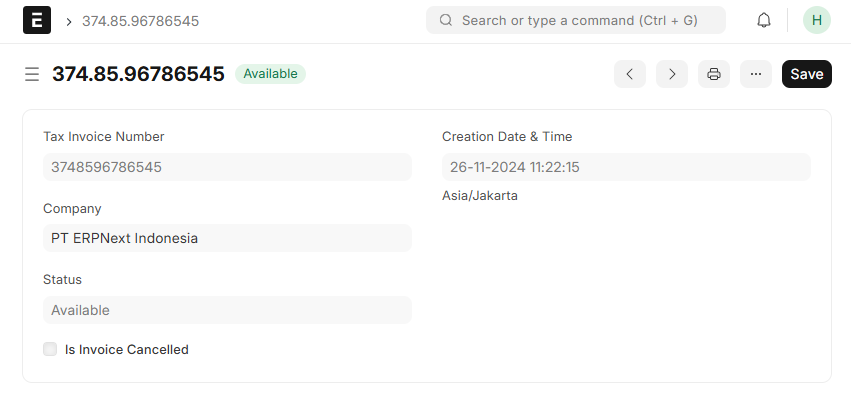 E
374.85.96786545
Search or type a command (Ctrl + G)
H
374.85.96786545
Available
Save
Tax Invoice Number
3748596786545
Creation Date & Time
26-11-2024 11:22:15
Asia/Jakarta
Company
PT ERPNext Indonesia
Status
Available
Is Invoice Cancelled